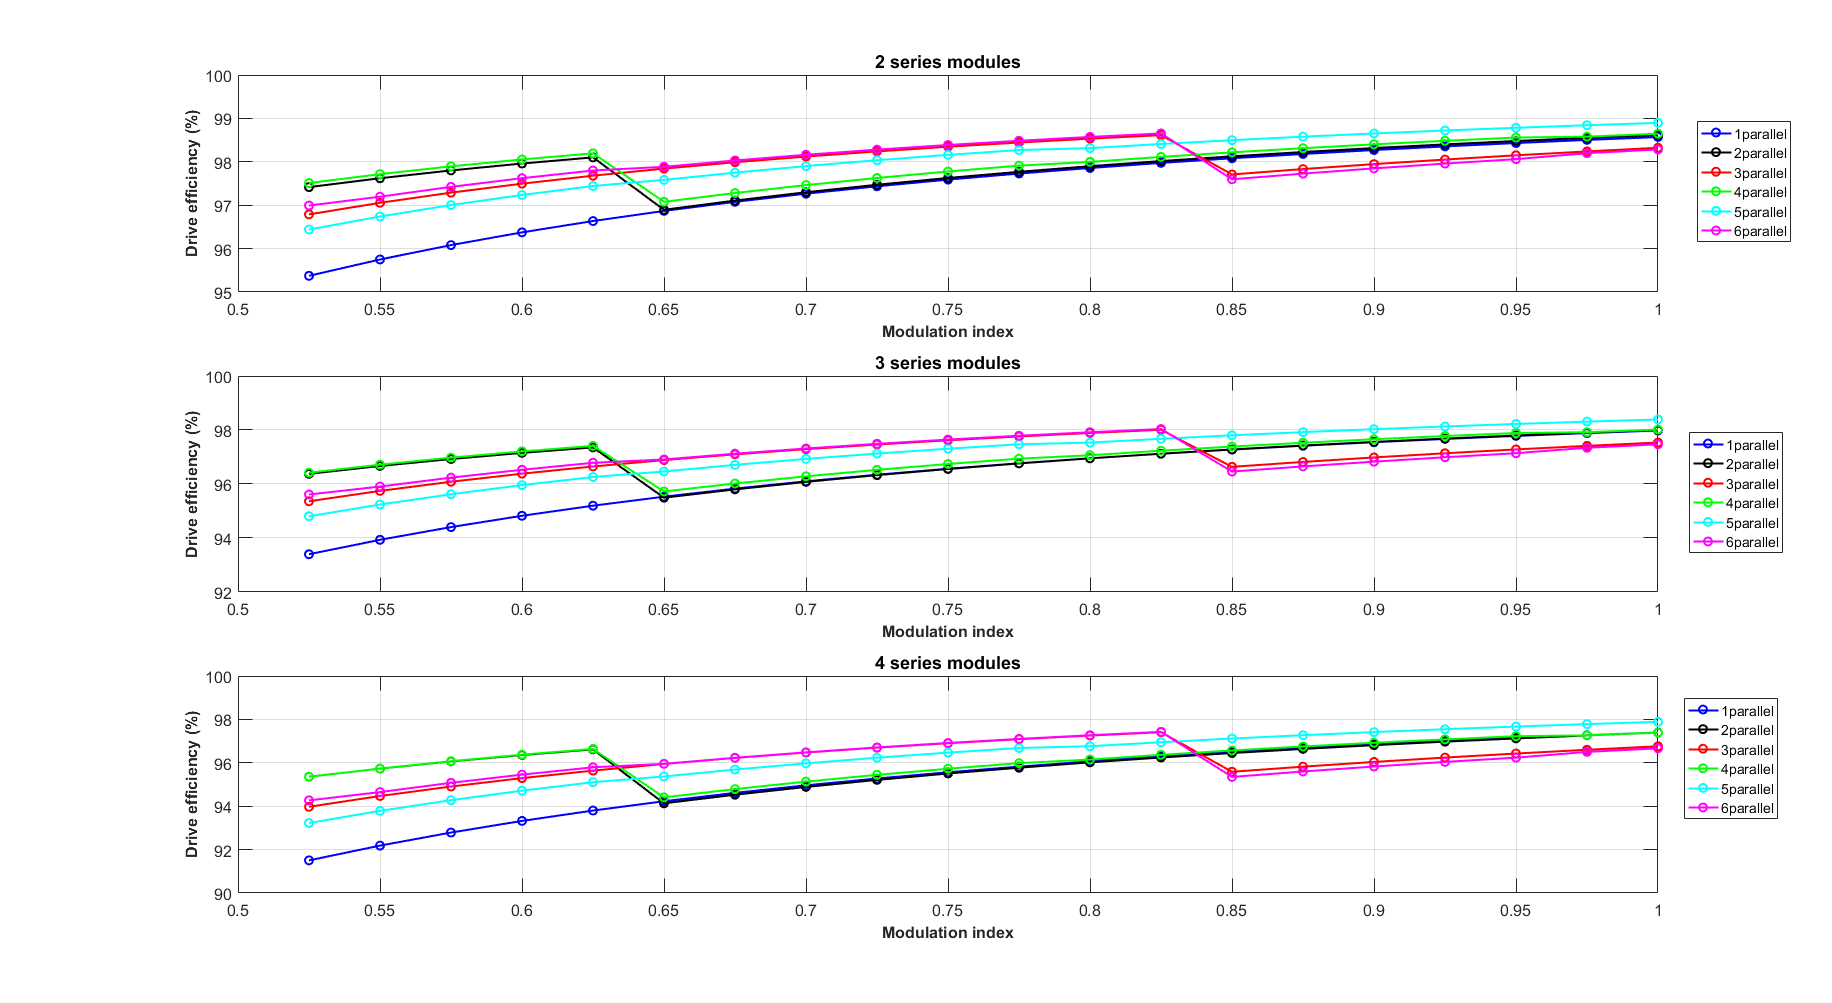 2 series modules
100
99
98
97
96
95
Drive efficiency (%)
0.5 0.55 0.6 0.65 0.7 0.75 0.8 0.85 0.9 0.95 1
Modulation index
1parallel
2parallel
3parallel
4parallel
5parallel
6parallel
3 series modules
100
98
96
94
92
Drive efficiency (%)
0.5 0.55 0.6 0.65 0.7 0.75 0.8 0.85 0.9 0.95 1
Modulation index
1parallel
2parallel
3parallel
4parallel
5parallel
6parallel
4 series modules
100
98
96
94
92
90
Drive efficiency (%)
0.5 0.55 0.6 0.65 0.7 0.75 0.8 0.85 0.9 0.95 1
Modulation index
1parallel
2parallel
3parallel
4parallel
5parallel
6parallel